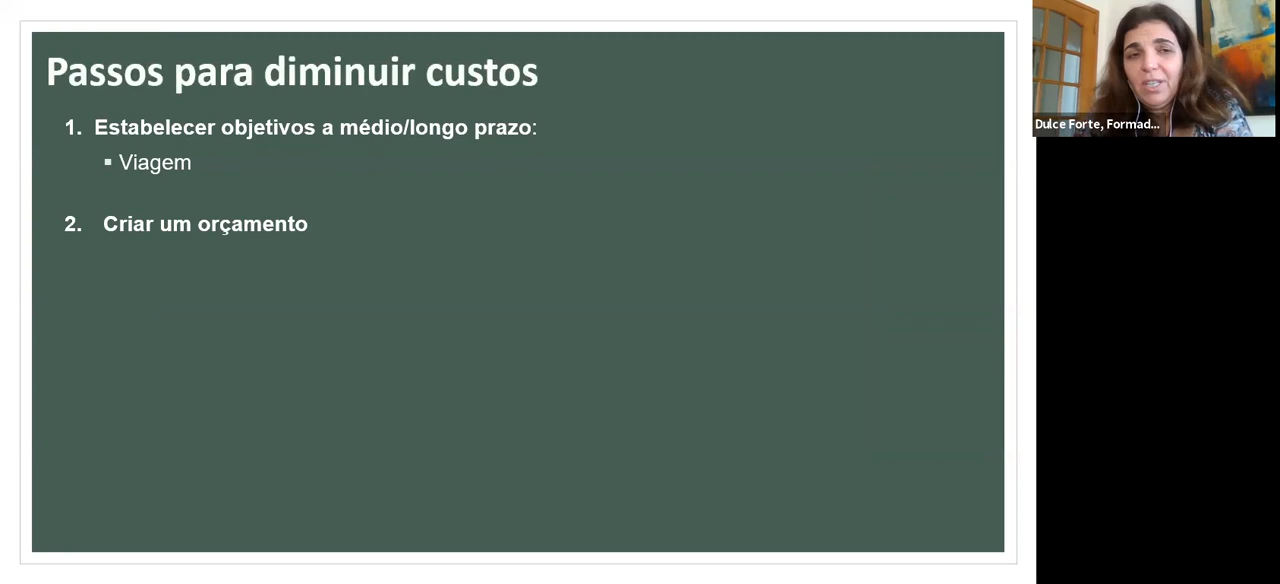 Passos para diminuir custos
1. Estabelecer objetivos a médio/longo prazo:
▪ Viagem
2. Criar um orçamento
Dulce Forte, Formad...